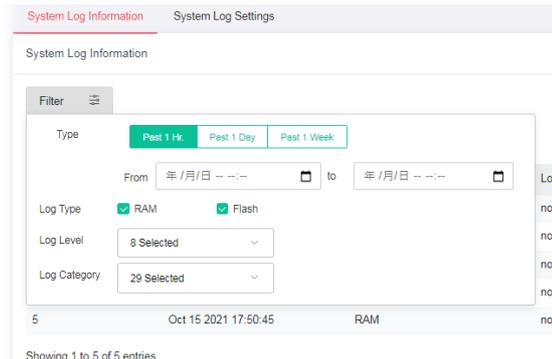 System Log Information System Log Settings
System Log Information
Filter
Type Past 1 Hr. Past 1 Day Past 1 Week
From 年 /月/日 -- --:-- to 年 /月/日 -- --:--
Lo
Log Type RAM Flash
no
Log Level 8 Selected
no
no
Log Category 29 Selected
no
5 Oct 15 2021 17:50:45 RAM no
Showing 1 to 5 of 5 entries